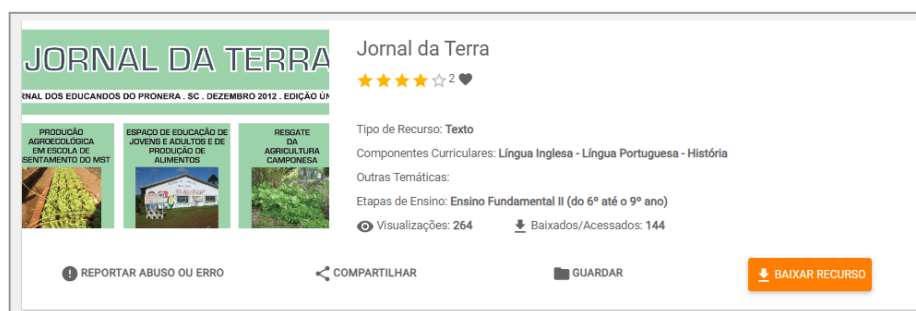 JORNAL DA TERRA
RNAL DOS EDUCANDOS DO PRONERA . SC . DEZEMBRO 2012 . EDIÇÃO ÚN
PRODUÇÃO
AGROECOLÓGICA
EM ESCOLA DE
SENTAMENTO DO MST
ESPAÇO DE EDUCAÇÃO DE
JOVENS E ADULTOS E DE
PRODUÇÃO DE
ALIMENTOS
RESGATE
DA
AGRICULTURA
CAMPONESA
Jornal da Terra
2
Tipo de Recurso: Texto
Componentes Curriculares: Língua Inglesa - Língua Portuguesa - História
Outras Temáticas:
Etapas de Ensino: Ensino Fundamental II (do 6º até o 9º ano)
Visualizações: 264 Baixados/Acessados: 144
REPORTAR ABUSO OU ERRO COMPARTILHAR GUARDAR BAIXAR RECURSO